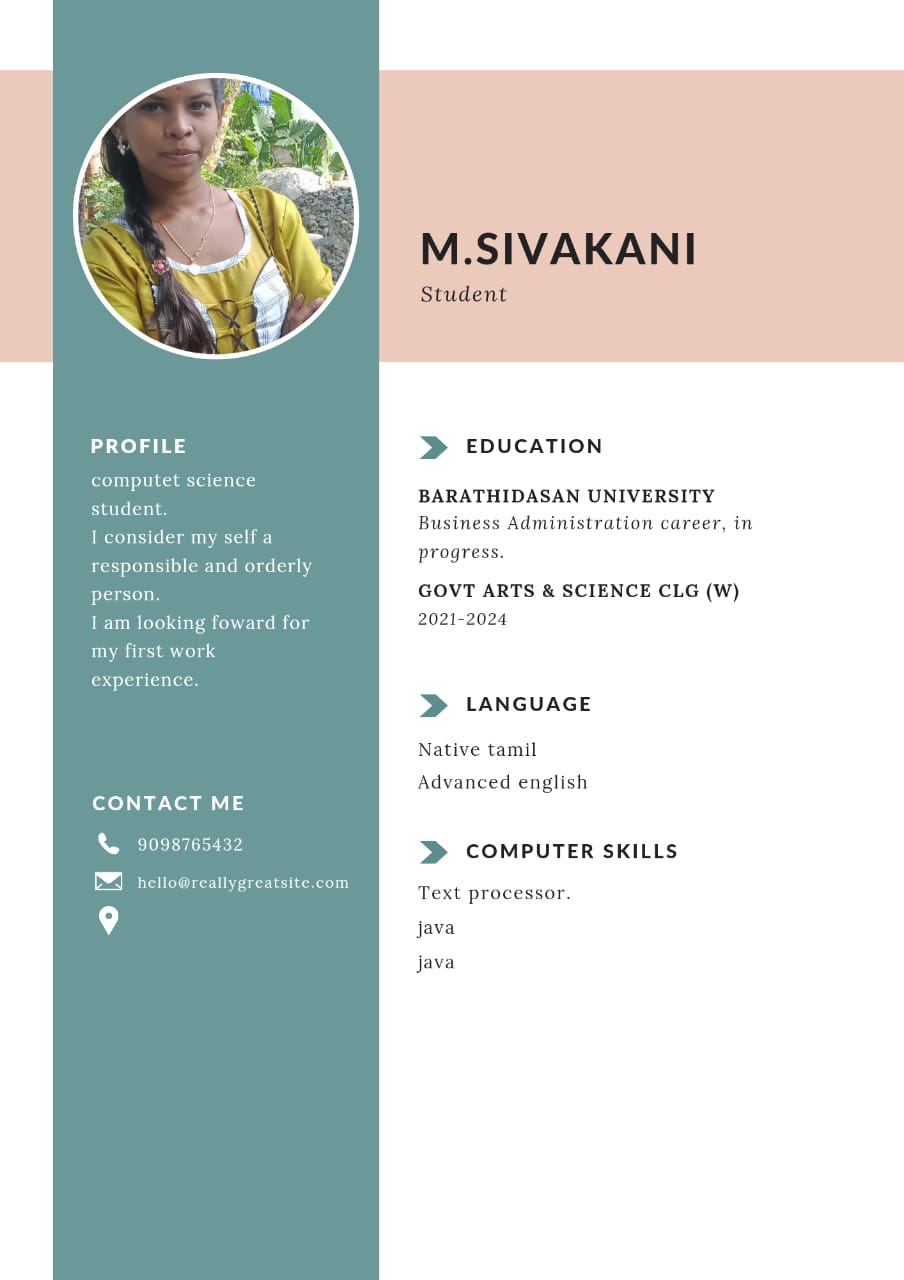 M.SIVAKANI
Student
PROFILE
computet science
student.
I consider my self a
responsible and orderly
person.
I am looking foward for
my first work
experience.
CONTACT ME
9098765432
hello@reallygreatsite.com
EDUCATION
BARATHIDASAN UNIVERSITY
Business Administration career, in
progress.
GOVT ARTS & SCIENCE CLG (W)
2021-2024
LANGUAGE
Native tamil
Advanced english
COMPUTER SKILLS
Text processor.
java
java